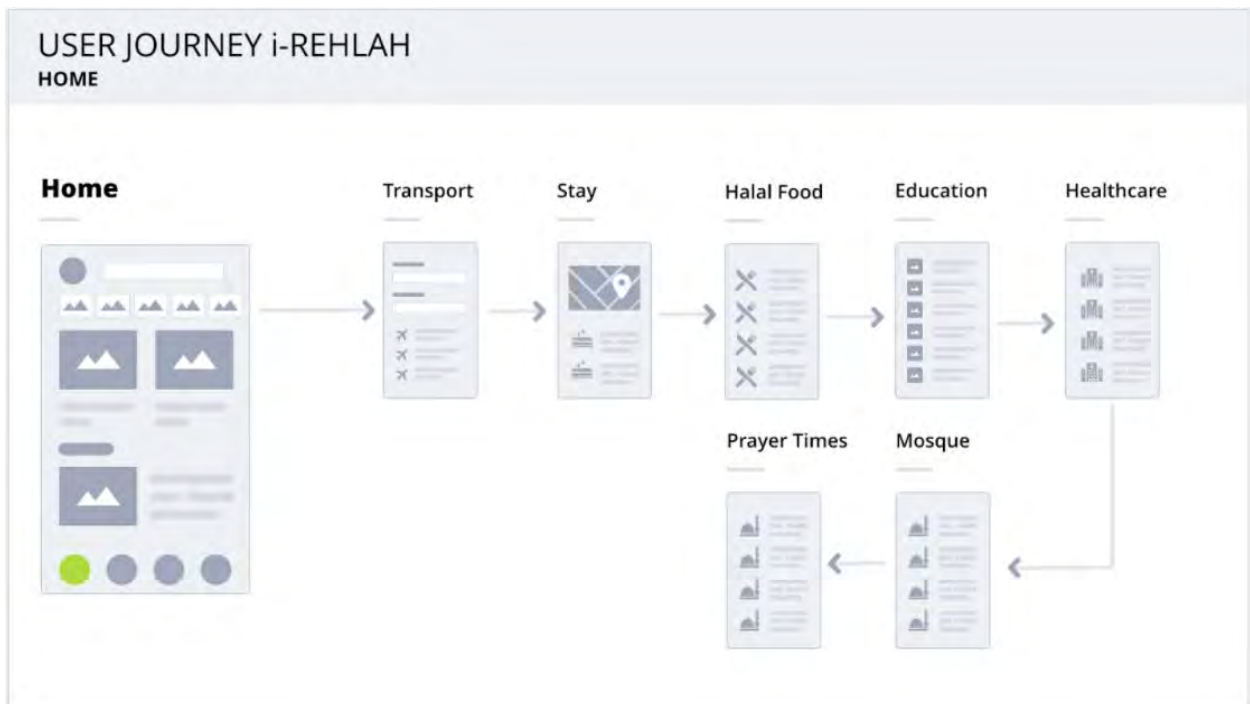 USER JOURNEY i-REHLAH
HOME
Home
Transport
Stay
Halal Food
Education
Healthcare
Prayer Times
Mosque